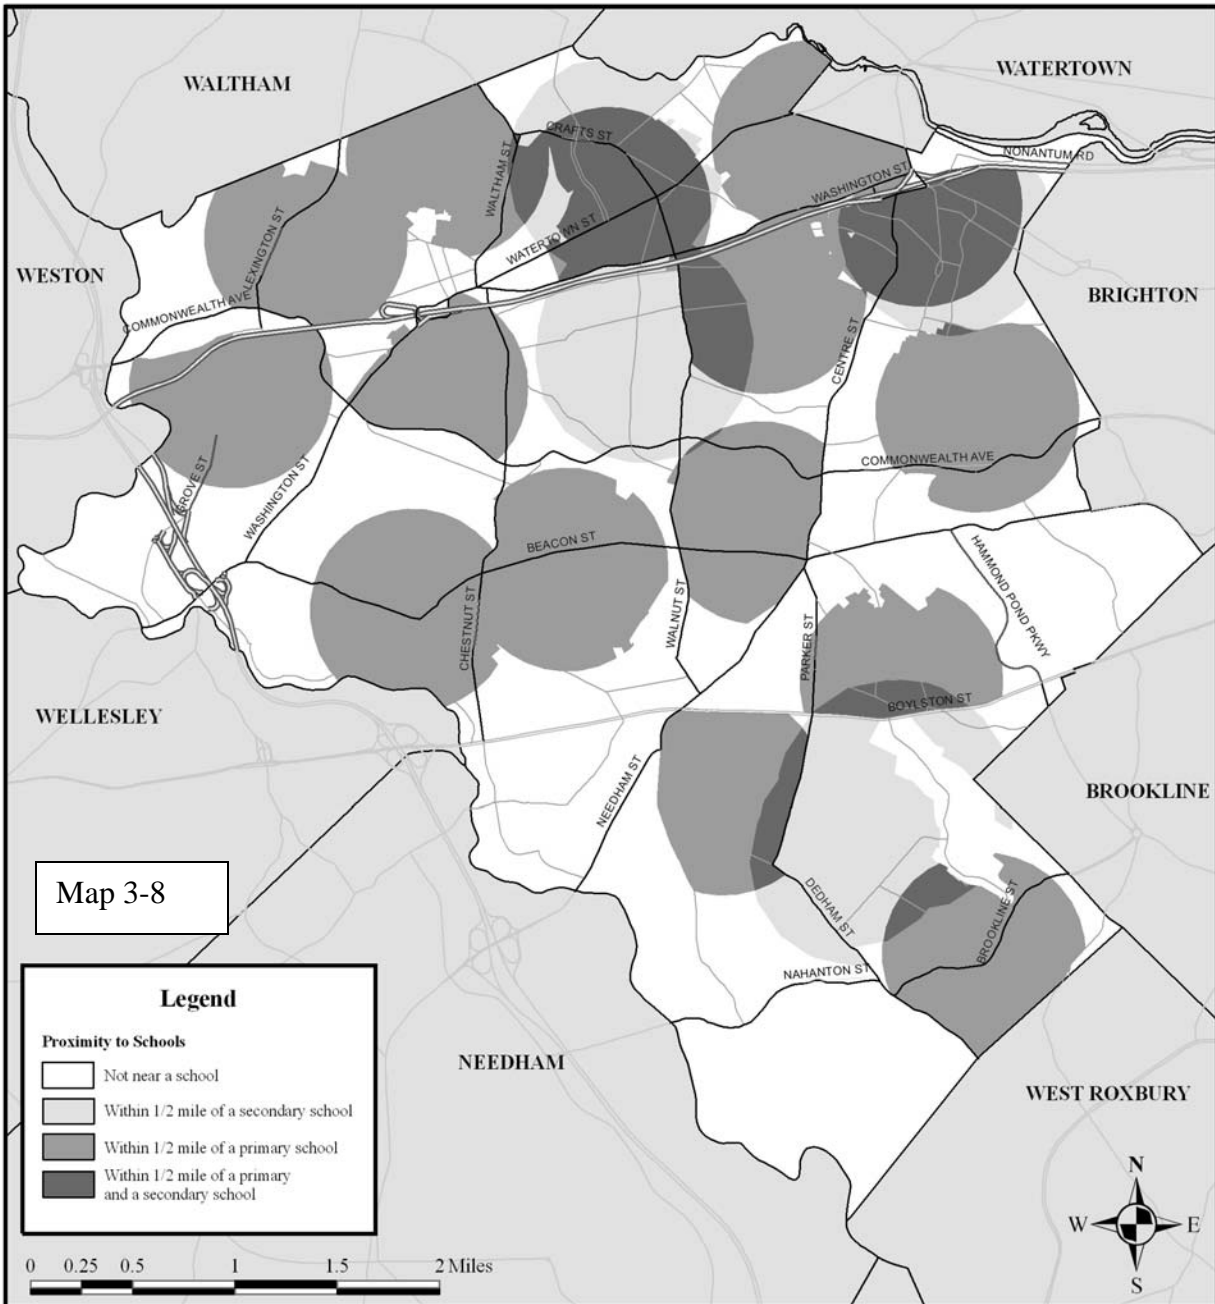 WALTHAM
WATERTOWN
CRAFTS ST
NONANTUM RD
WALTHAM ST
WASHINGTON ST
LEXINGTON ST
WATERTOWN ST
WESTON
BRIGHTON
COMMONWEALTH AVE
CENTRE ST
COMMONWEALTH AVE
GROVE ST
WASHINGTON ST
BEACON ST
HAMMOND POND PKWY
CHESTNUT ST
WALNUT ST
PARKER ST
BOYLSTON ST
WELLESLEY
NEEDHAM ST
BROOKLINE
Map 3-8
DEDHAM ST
BROOKLINE ST
NAHANTON ST
NEEDHAM
WEST ROXBURY
Legend
Proximity to Schools
Not near a school
Within 1/2 mile of a secondary school
Within 1/2 mile of a primary school
Within 1/2 mile of a primary
and a secondary school
0 0.25 0.5 1 1.5 2 Miles
N
W E
S